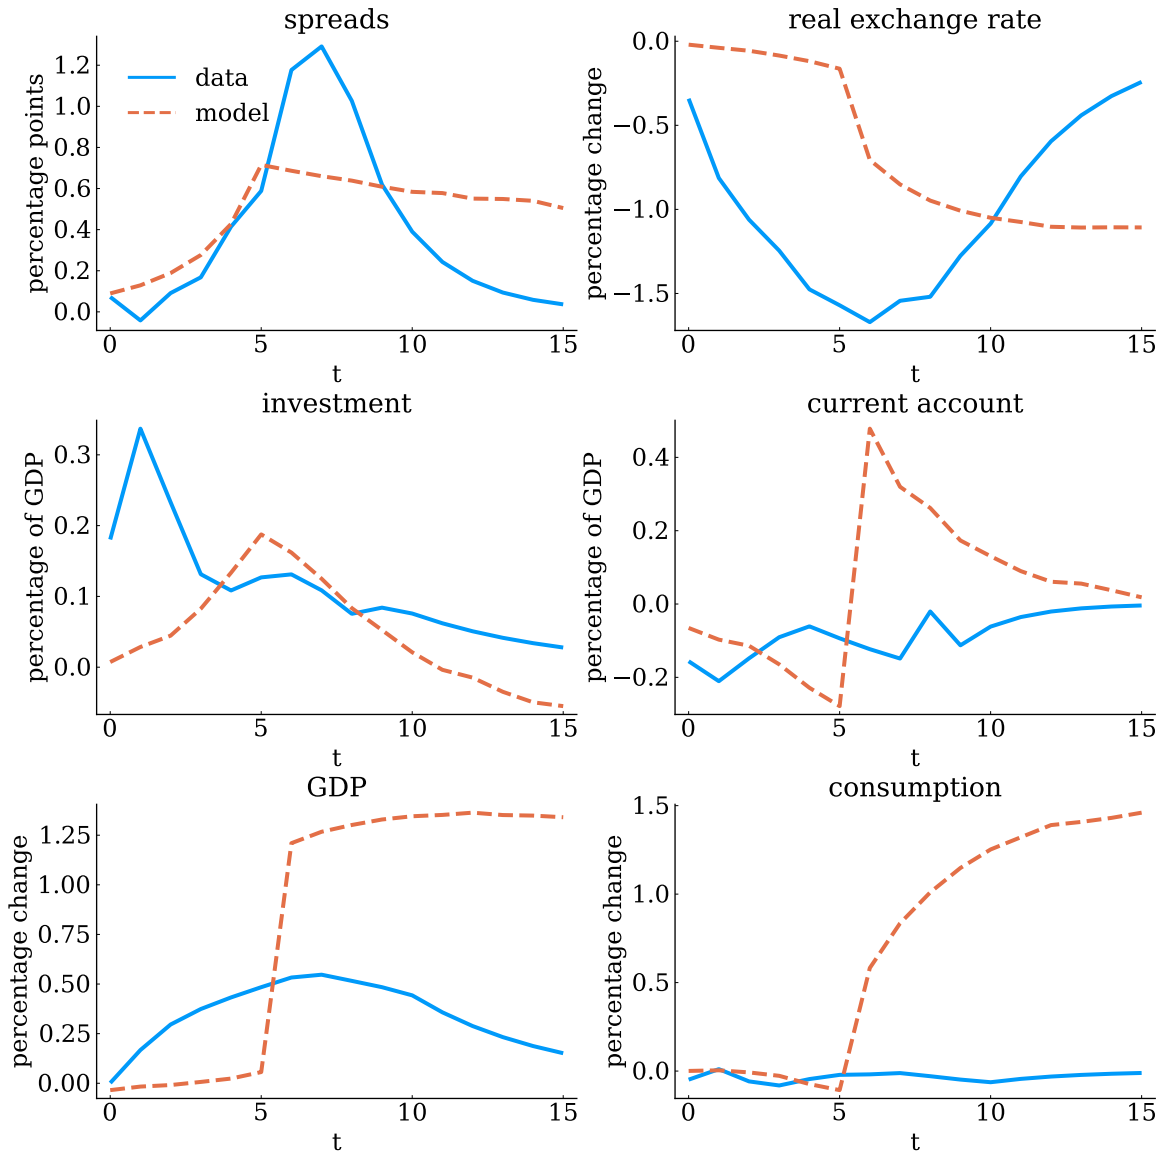 spreads
percentage points
1.2
1.0
0.8
0.6
0.4
0.2
0.0
data
model
0
5
10
15
t
real exchange rate
percentage change
0.0
−0.5
−1.0
−1.5
0
5
10
15
t
investment
percentage of GDP
0.3
0.2
0.1
0.0
0
5
10
15
t
current account
percentage of GDP
0.4
0.2
0.0
−0.2
0
5
10
15
t
GDP
percentage change
1.25
1.00
0.75
0.50
0.25
0.00
0
5
10
15
t
consumption
percentage change
1.5
1.0
0.5
0.0
0
5
10
15
t